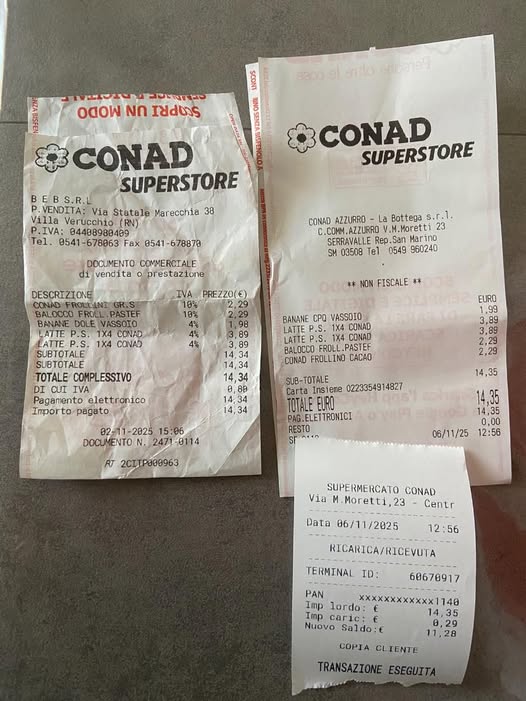 SCOPRI UN MODO
CONAD
SUPERSTORE
B E B S.R.L
P.VENDITA: Via Statale Marecchia 38
Villa Verucchio (RN)
P.IVA: 04408900409
Tel. 0541-678063 Fax 0541-678870
DOCUMENTO COMMERCIALE
di vendita o prestazione
DESCRIZIONE IVA PREZZO(€)
CONAD FROLLINI GR.S 10% 2,29
BALOCCO FROLL.PASTEF 10% 2,29
BANANE DOLE VASSOIO 4% 1,98
LATTE P.S. 1X4 CONAD 4% 3,89
LATTE P.S. 1X4 CONAD 4% 3,89
SUBTOTALE 14,34
SUBTOTALE 14,34
TOTALE COMPLESSIVO 14,34
DI CUI IVA 0,80
Pagamento elettronico 14,34
Importo pagato 14,34
02-11-2025 15:06
DOCUMENTO N. 2471-0114
RT 2CITP000963
Persone oltre le cose
CONAD
SUPERSTORE
CONAD AZZURRO - La Bottega s.r.l.
C.COMM.AZZURRO V.M.Moretti 23
SERRAVALLE Rep.San Marino
SM 03508 Tel 0549 960240
** NON FISCALE **
EURO
BANANE CPQ VASSOIO 1,99
LATTE P.S. 1X4 CONAD 3,89
LATTE P.S. 1X4 CONAD 3,89
BALOCCO FROLL.PASTEF 2,29
CONAD FROLLINO CACAO 2,29
SUB-TOTALE 14,35
Carta Insieme 0223354914827
TOTALE EURO 14,35
PAG.ELETTRONICI 14,35
RESTO 0,00
06/11/25 12:56
SUPERMERCATO CONAD
Via M.Moretti,23 - Centr
Data 06/11/2025 12:56
RICARICA/RICEVUTA
TERMINAL ID: 60670917
PAN xxxxxxxxxxxx1140
Imp lordo: € 14,35
Imp caric: € 0,29
Nuovo Saldo:€ 11,28
COPIA CLIENTE
TRANSAZIONE ESEGUITA